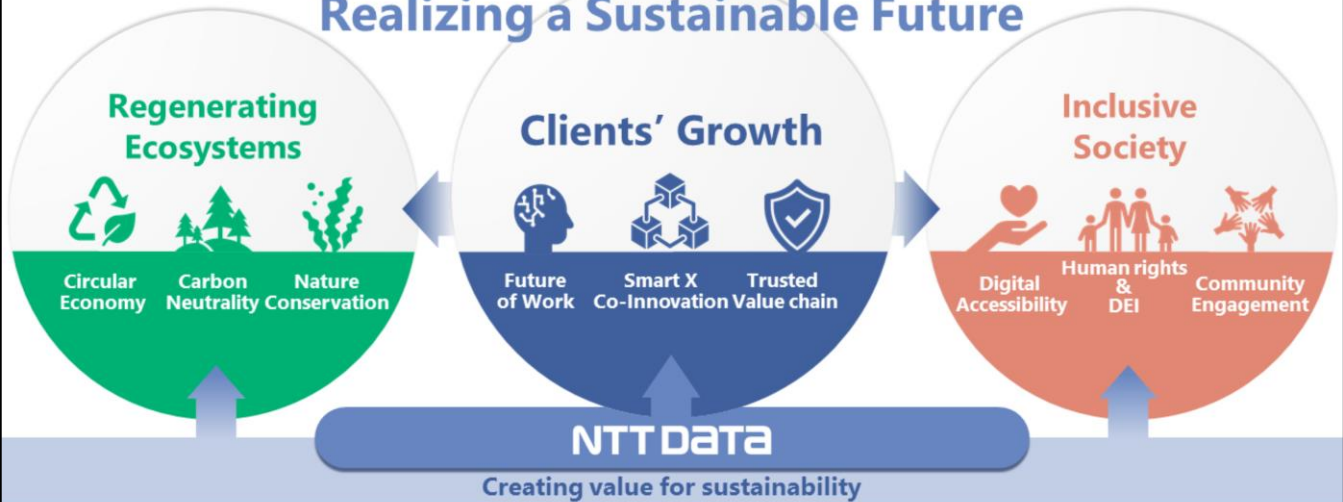 Realizing a Sustainable Future
Regenerating
Ecosystems
Circular
Economy
Carbon
Neutrality
Nature
Conservation
Clients’ Growth
Future
of Work
Smart X
Co-Innovation
Trusted
Value chain
Inclusive
Society
Digital
Accessibility
Human rights
&
DEI
Community
Engagement
NTT DATA
Creating value for sustainability